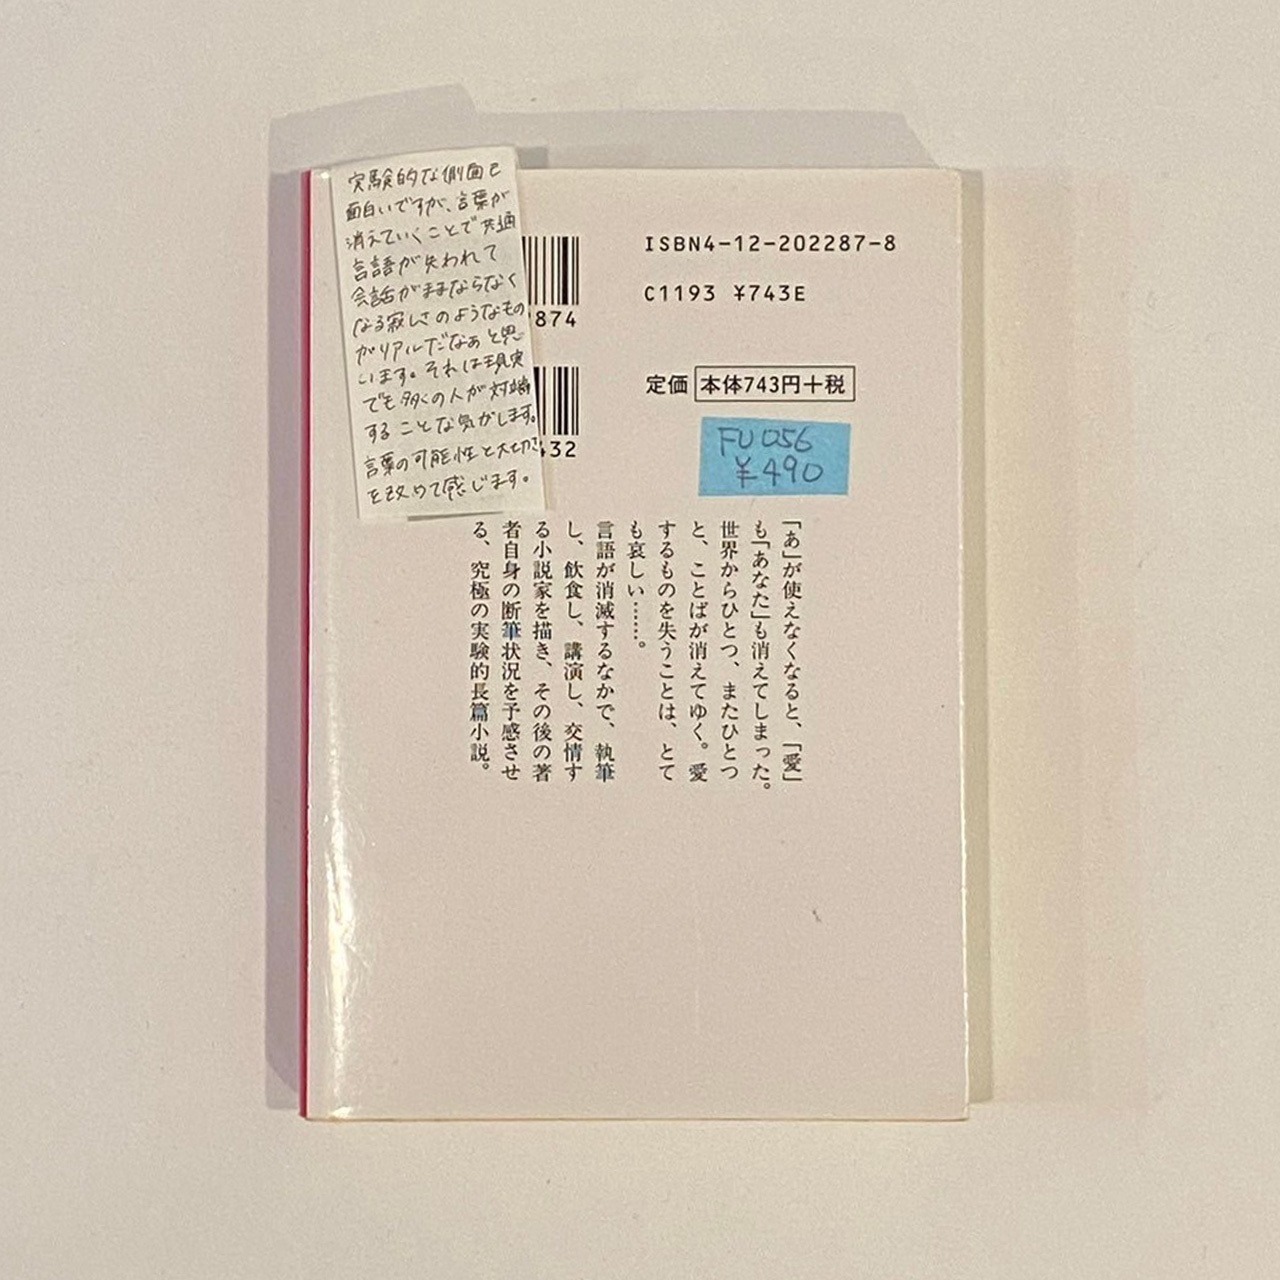 実験的な側面も
面白いですが、言葉が
消えていくことで共通
言語が失われて
会話がままならなく
なる寂しさのようなもの
がリアルだなぁと思
います。それは現実
でも多くの人が対峙
することな気がします。
言葉の可能性と大切さ
を改めて感じます。
ISBN4-12-202287-8
C1193 ¥743E
874
432
定価 本体743円+税
FU056
¥490
「あ」が使えなくなると、「愛」
も「あなた」も消えてしまった。
世界からひとつ、またひとつ
と、ことばが消えてゆく。愛
するものを失うことは、とて
も哀しい……。
言語が消滅するなかで、執筆
し、飲食し、講演し、交情す
る小説家を描き、その後の著
者自身の断筆状況を予感させ
る、究極の実験的長篇小説。